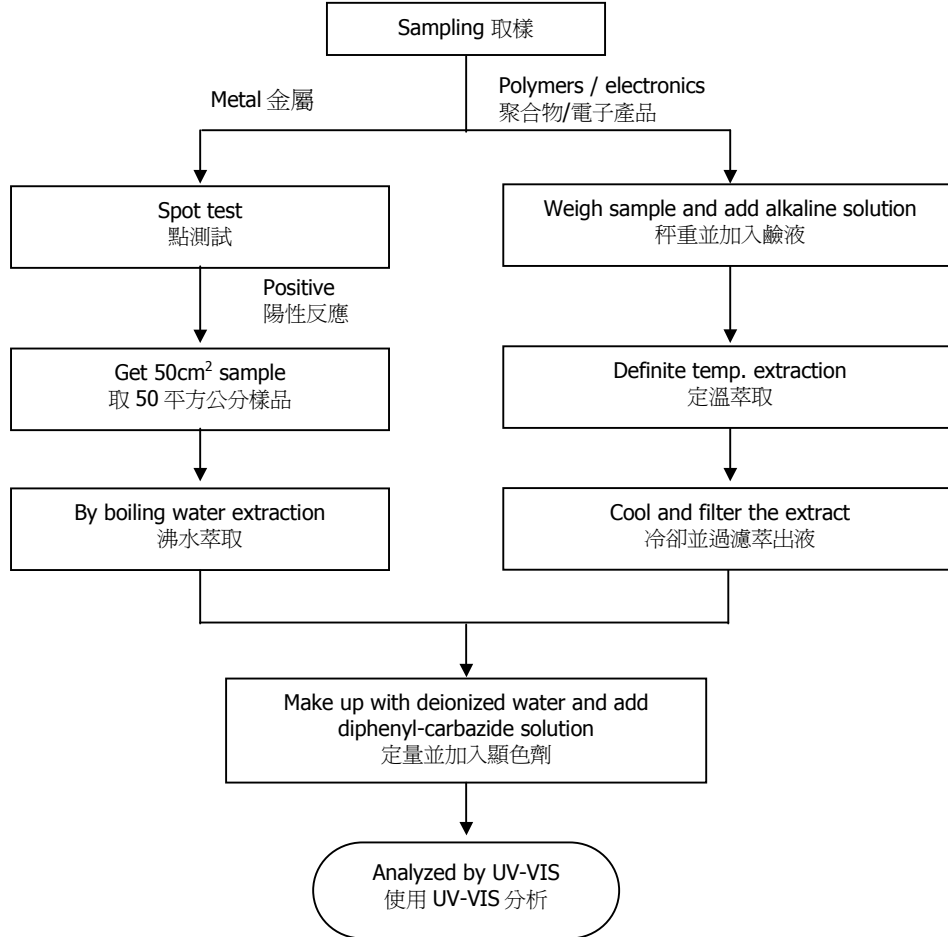 Sampling 取樣
Metal 金屬
Polymers / electronics
聚合物/電子產品
Spot test
點測試
Weigh sample and add alkaline solution
秤重並加入鹼液
Positive
陽性反應
Get 50cm² sample
取 50 平方公分樣品
Definite temp. extraction
定溫萃取
By boiling water extraction
沸水萃取
Cool and filter the extract
冷卻並過濾萃出液
Make up with deionized water and add
diphenyl-carbazide solution
定量並加入顯色劑
Analyzed by UV-VIS
使用 UV-VIS 分析